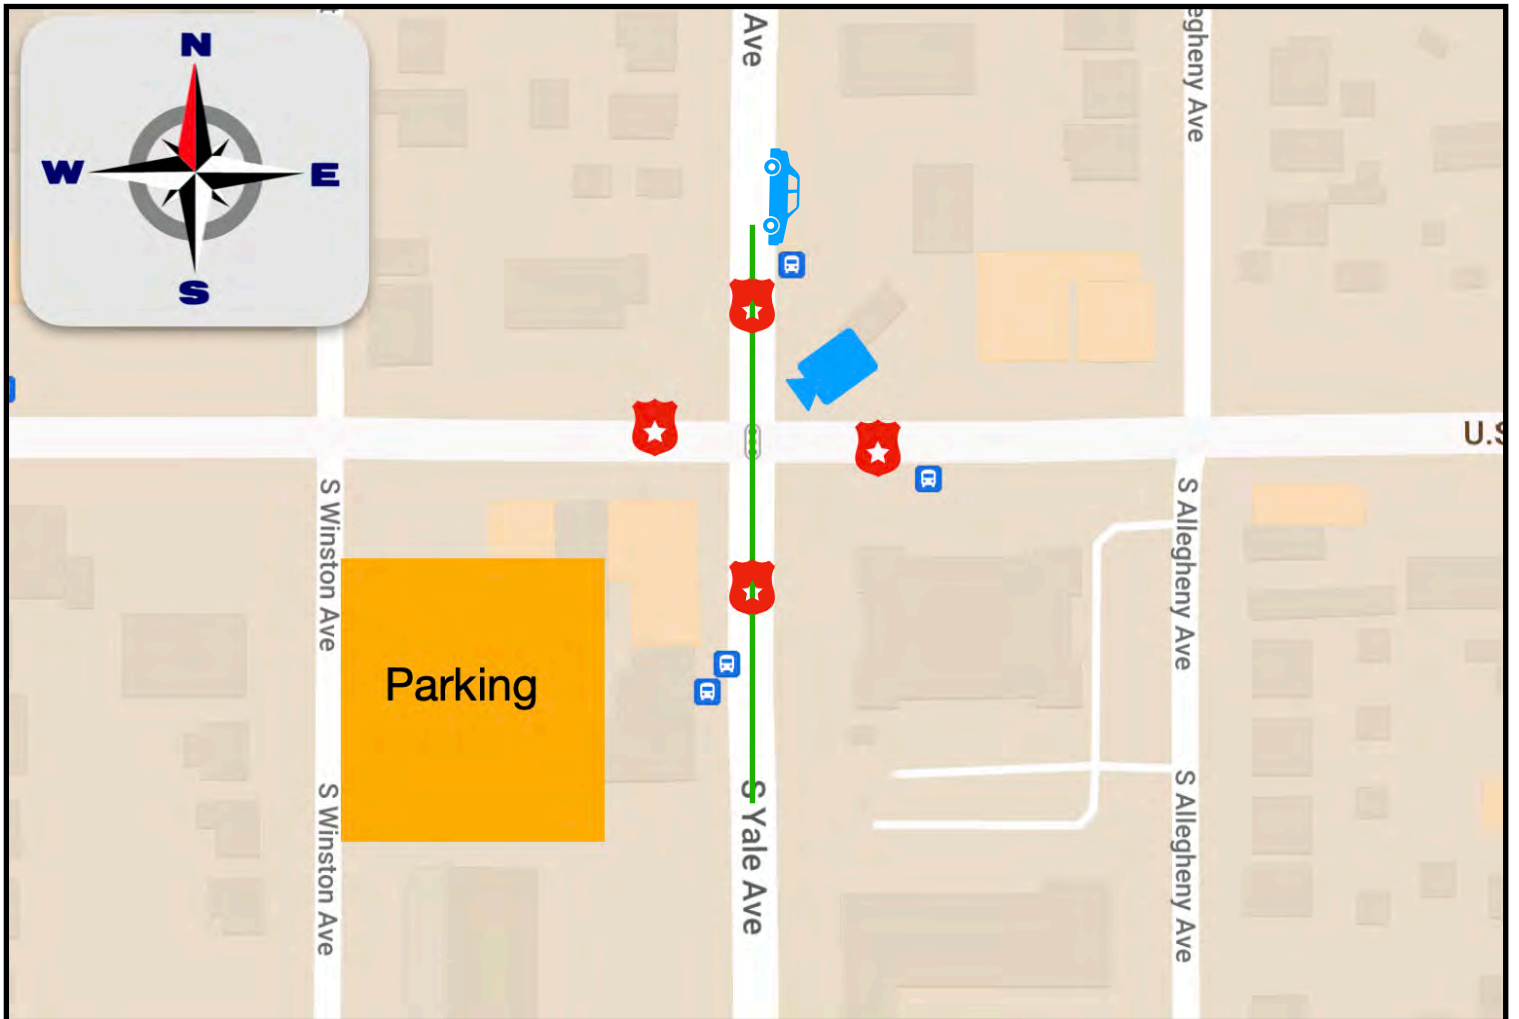 N
W
E
S
Ave
egheny Ave
U.S
S Winston Ave
S Allegheny Ave
Parking
S Yale Ave
S Winston Ave
S Allegheny Ave